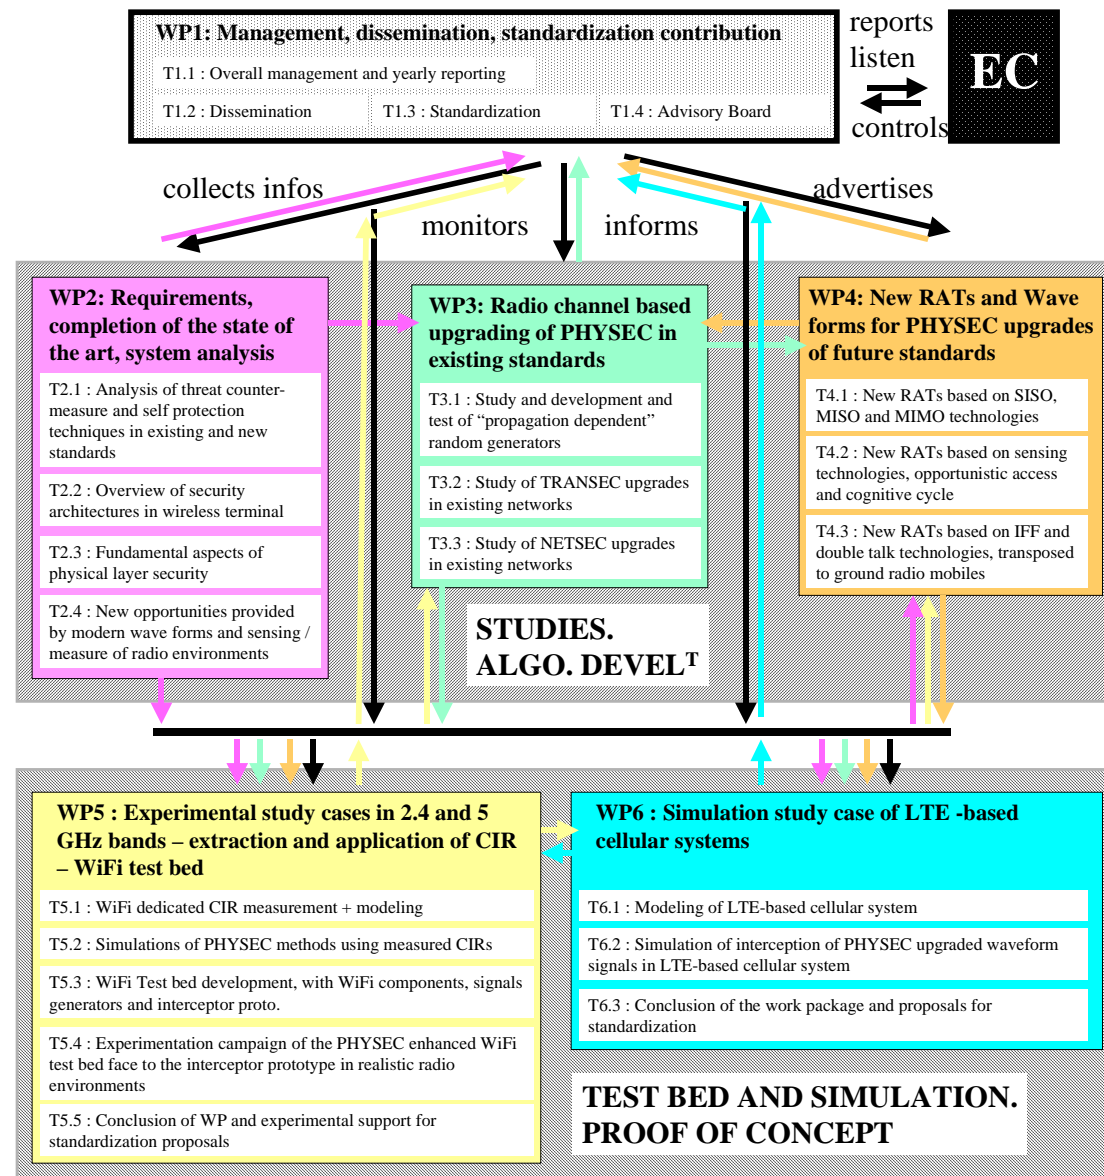 WP1: Management, dissemination, standardization contribution
T1.1 : Overall management and yearly reporting
T1.2 : Dissemination
T1.3 : Standardization
T1.4 : Advisory Board
reports
listen
controls
EC
collects infos
monitors
informs
advertises
WP2: Requirements,
completion of the state of
the art, system analysis
T2.1 : Analysis of threat counter-
measure and self protection
techniques in existing and new
standards
T2.2 : Overview of security
architectures in wireless terminal
T2.3 : Fundamental aspects of
physical layer security
T2.4 : New opportunities provided
by modern wave forms and sensing /
measure of radio environments
WP3: Radio channel based
upgrading of PHYSEC in
existing standards
T3.1 : Study and development and
test of “propagation dependent”
random generators
T3.2 : Study of TRANSEC upgrades
in existing networks
T3.3 : Study of NETSEC upgrades
in existing networks
WP4: New RATs and Wave
forms for PHYSEC upgrades
of future standards
T4.1 : New RATs based on SISO,
MISO and MIMO technologies
T4.2 : New RATs based on sensing
technologies, opportunistic access
and cognitive cycle
T4.3 : New RATs based on IFF and
double talk technologies, transposed
to ground radio mobiles
STUDIES.
ALGO. DEVELT
WP5 : Experimental study cases in 2.4 and 5
GHz bands – extraction and application of CIR
– WiFi test bed
T5.1 : WiFi dedicated CIR measurement + modeling
T5.2 : Simulations of PHYSEC methods using measured CIRs
T5.3 : WiFi Test bed development, with WiFi components, signals
generators and interceptor proto.
T5.4 : Experimentation campaign of the PHYSEC enhanced WiFi
test bed face to the interceptor prototype in realistic radio
environments
T5.5 : Conclusion of WP and experimental support for
standardization proposals
WP6 : Simulation study case of LTE -based
cellular systems
T6.1 : Modeling of LTE-based cellular system
T6.2 : Simulation of interception of PHYSEC upgraded waveform
signals in LTE-based cellular system
T6.3 : Conclusion of the work package and proposals for
standardization
TEST BED AND SIMULATION.
PROOF OF CONCEPT